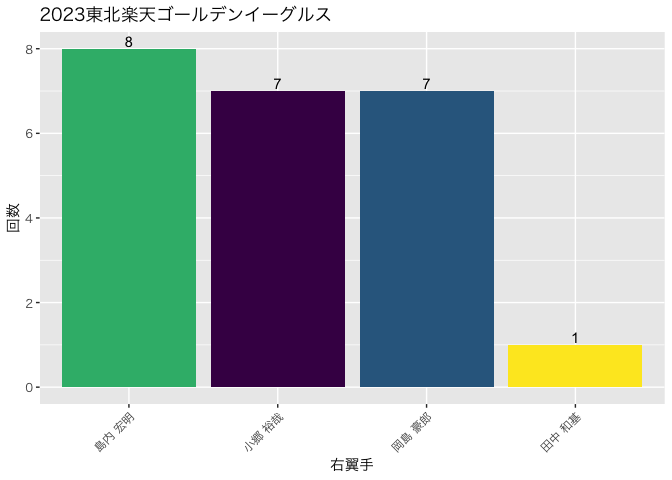 2023東北楽天ゴールデンイーグルス
8
7
7
1
8
6
4
2
0
回数
島内 宏明
小郷 裕哉
岡島 豪郎
田中 和基
右翼手